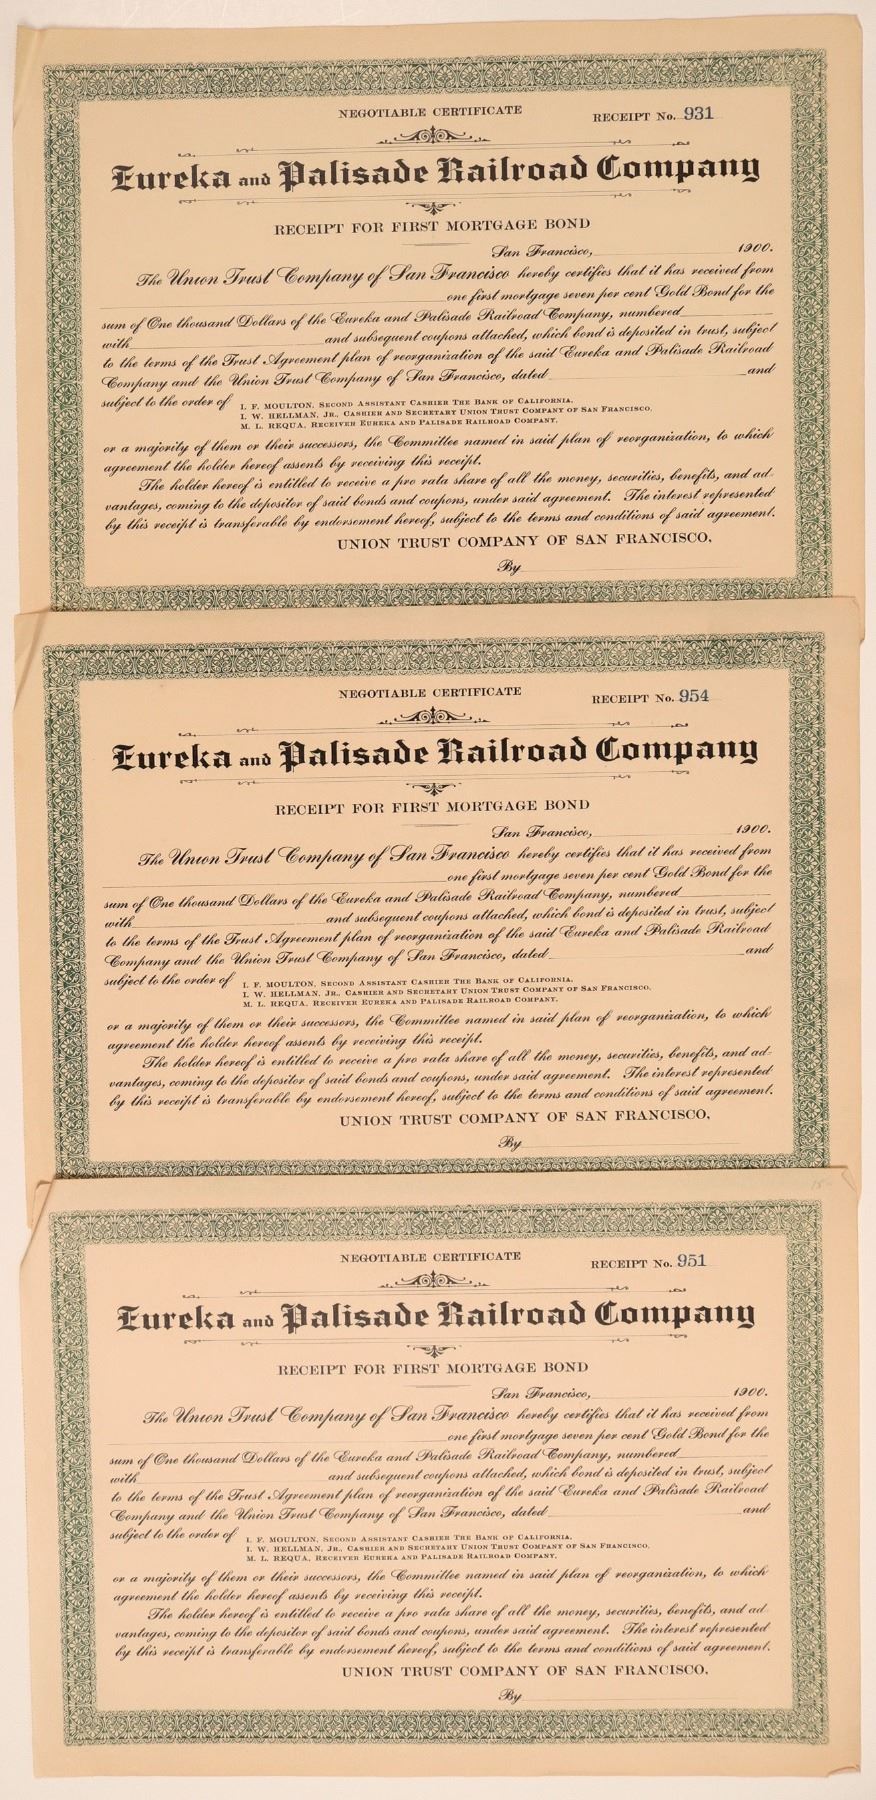 NEGOTIABLE CERTIFICATE
RECEIPT No. 931
Eureka and Palisade Railroad Company
RECEIPT FOR FIRST MORTGAGE BOND
San Francisco, 1900.
The Union Trust Company of San Francisco hereby certifies that it has received from
one first mortgage seven per cent Gold Bond for the
sum of One thousand Dollars of the Eureka and Palisade Railroad Company, numbered
with and subsequent coupons attached, which bond is deposited in trust, subject
to the terms of the Trust Agreement plan of reorganization of the said Eureka and Palisade Railroad
Company and the Union Trust Company of San Francisco, dated and
subject to the order of I. F. MOULTON, SECOND ASSISTANT CASHIER THE BANK OF CALIFORNIA.
I. W. HELLMAN, JR., CASHIER AND SECRETARY UNION TRUST COMPANY OF SAN FRANCISCO,
M. L. REQUA, RECEIVER EUREKA AND PALISADE RAILROAD COMPANY,
or a majority of them or their successors, the Committee named in said plan of reorganization, to which
agreement the holder hereof assents by receiving this receipt.
The holder hereof is entitled to receive a pro rata share of all the money, securities, benefits, and ad-
vantages, coming to the depositor of said bonds and coupons, under said agreement. The interest represented
by this receipt is transferable by endorsement hereof, subject to the terms and conditions of said agreement.
UNION TRUST COMPANY OF SAN FRANCISCO,
By
NEGOTIABLE CERTIFICATE
RECEIPT No. 954
Eureka and Palisade Railroad Company
RECEIPT FOR FIRST MORTGAGE BOND
San Francisco, 1900.
The Union Trust Company of San Francisco hereby certifies that it has received from
one first mortgage seven per cent Gold Bond for the
sum of One thousand Dollars of the Eureka and Palisade Railroad Company, numbered
with and subsequent coupons attached, which bond is deposited in trust, subject
to the terms of the Trust Agreement plan of reorganization of the said Eureka and Palisade Railroad
Company and the Union Trust Company of San Francisco, dated and
subject to the order of I. F. MOULTON, SECOND ASSISTANT CASHIER THE BANK OF CALIFORNIA,
I. W. HELLMAN, JR., CASHIER AND SECRETARY UNION TRUST COMPANY OF SAN FRANCISCO,
M. L. REQUA, RECEIVER EUREKA AND PALISADE RAILROAD COMPANY,
or a majority of them or their successors, the Committee named in said plan of reorganization, to which
agreement the holder hereof assents by receiving this receipt.
The holder hereof is entitled to receive a pro rata share of all the money, securities, benefits, and ad-
vantages, coming to the depositor of said bonds and coupons, under said agreement. The interest represented
by this receipt is transferable by endorsement hereof, subject to the terms and conditions of said agreement.
UNION TRUST COMPANY OF SAN FRANCISCO,
By
15-
NEGOTIABLE CERTIFICATE
RECEIPT No. 951
Eureka and Palisade Railroad Company
RECEIPT FOR FIRST MORTGAGE BOND
San Francisco, 1900.
The Union Trust Company of San Francisco hereby certifies that it has received from
one first mortgage seven per cent Gold Bond for the
sum of One thousand Dollars of the Eureka and Palisade Railroad Company, numbered
with and subsequent coupons attached, which bond is deposited in trust, subject
to the terms of the Trust Agreement plan of reorganization of the said Eureka and Palisade Railroad
Company and the Union Trust Company of San Francisco, dated and
subject to the order of I. F. MOULTON, SECOND ASSISTANT CASHIER THE BANK OF CALIFORNIA,
I. W. HELLMAN, JR., CASHIER AND SECRETARY UNION TRUST COMPANY OF SAN FRANCISCO,
M. L. REQUA, RECEIVER EUREKA AND PALISADE RAILROAD COMPANY,
or a majority of them or their successors, the Committee named in said plan of reorganization, to which
agreement the holder hereof assents by receiving this receipt.
The holder hereof is entitled to receive a pro rata share of all the money, securities, benefits, and ad-
vantages, coming to the depositor of said bonds and coupons, under said agreement. The interest represented
by this receipt is transferable by endorsement hereof, subject to the terms and conditions of said agreement.
UNION TRUST COMPANY OF SAN FRANCISCO,
By